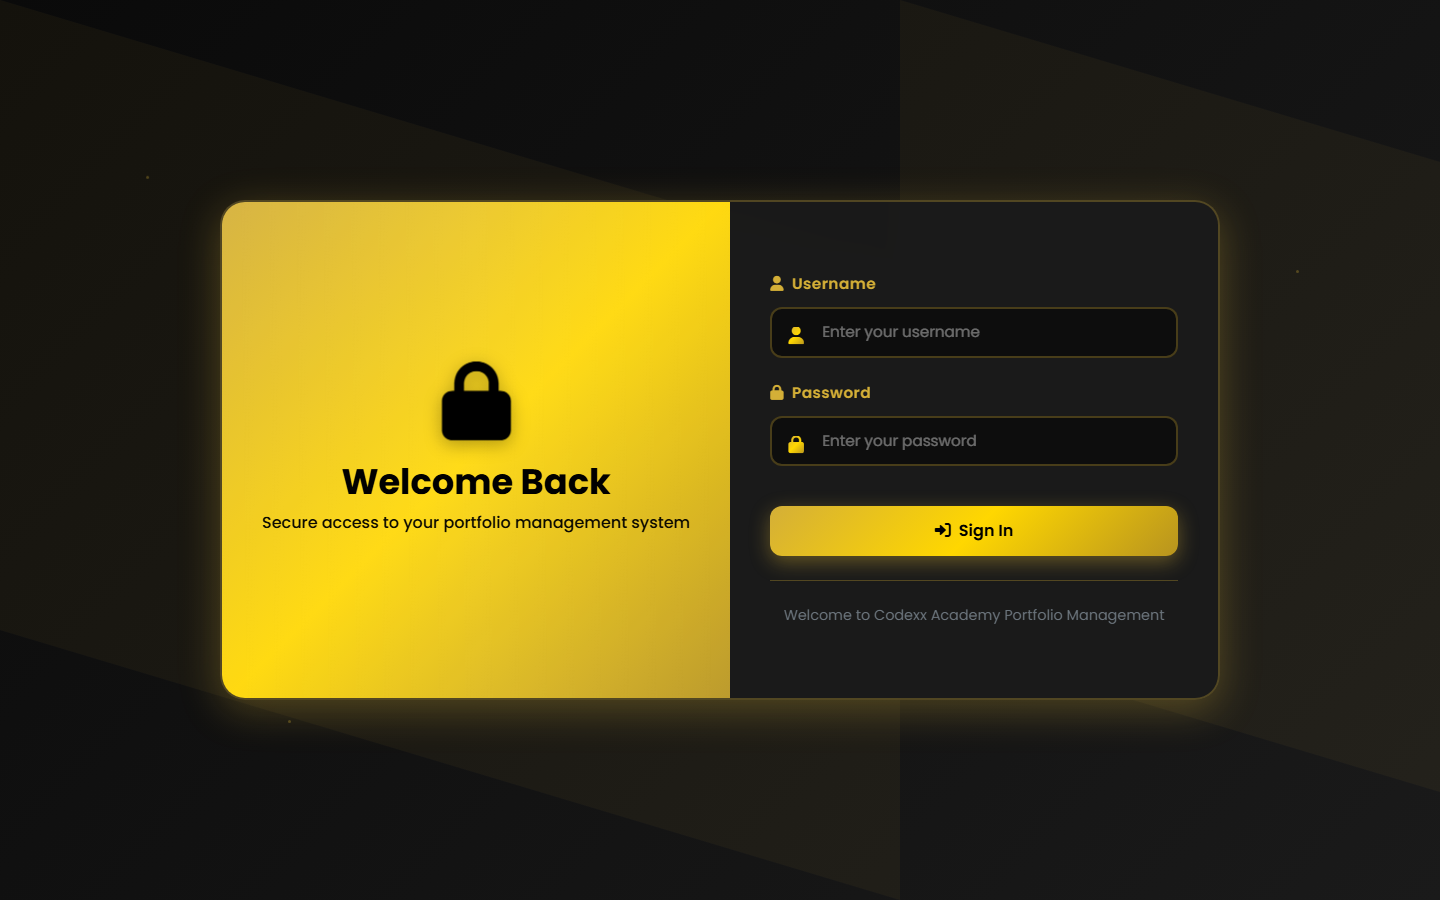 Welcome Back
Secure access to your portfolio management system
Username
Enter your username
Password
Enter your password
Sign In
Welcome to Codexx Academy Portfolio Management